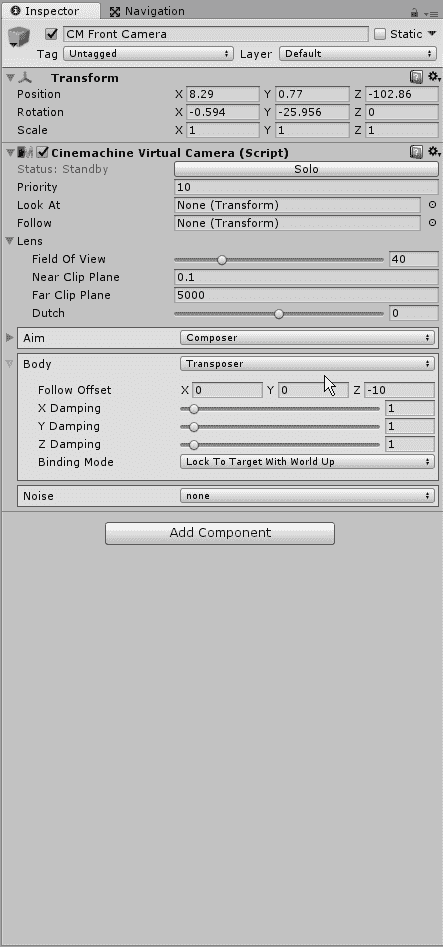 Inspector Navigation
CM Front Camera Static
Tag Untagged Layer Default
Transform
Position X 8.29 Y 0.77 Z -102.86
Rotation X -0.594 Y -25.956 Z 0
Scale X 1 Y 1 Z 1
Cinemachine Virtual Camera (Script)
Status: Standby Solo
Priority 10
Look At None (Transform)
Follow None (Transform)
Lens
Field Of View 40
Near Clip Plane 0.1
Far Clip Plane 5000
Dutch 0
Aim Composer
Body Transposer
Follow Offset X 0 Y 0 Z -10
X Damping 1
Y Damping 1
Z Damping 1
Binding Mode Lock To Target With World Up
Noise none
Add Component